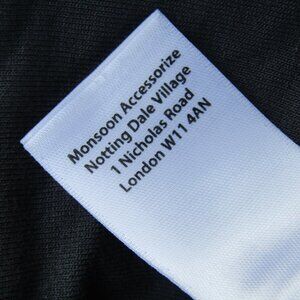 Monsoon Accessorize
Notting Dale Village
1 Nicholas Road
London W11 4AN